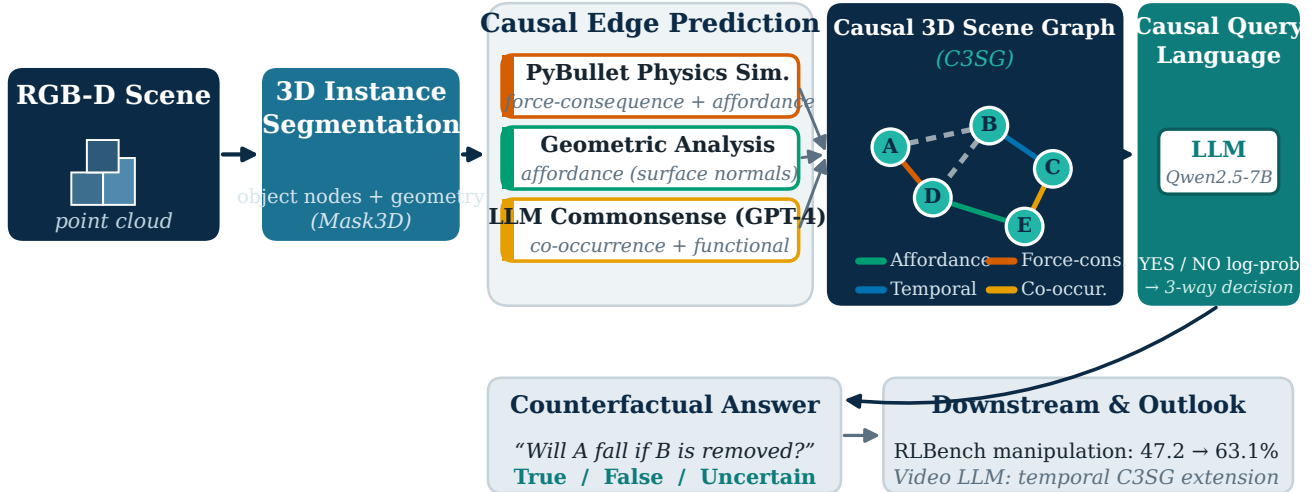 RGB-D Scene
point cloud
3D Instance
Segmentation
object nodes + geometry
(Mask3D)
Causal Edge Prediction
PyBullet Physics Sim.
force-consequence + affordance
Geometric Analysis
affordance (surface normals)
LLM Commonsense (GPT-4)
co-occurrence + functional
Causal 3D Scene Graph
(C3SG)
A
B
C
D
E
Affordance
Force-cons.
Temporal
Co-occur.
Causal Query
Language
LLM
Qwen2.5-7B
YES / NO log-prob
→ 3-way decision
Counterfactual Answer
“Will A fall if B is removed?”
True / False / Uncertain
Downstream & Outlook
RLBench manipulation: 47.2 → 63.1%
Video LLM: temporal C3SG extension